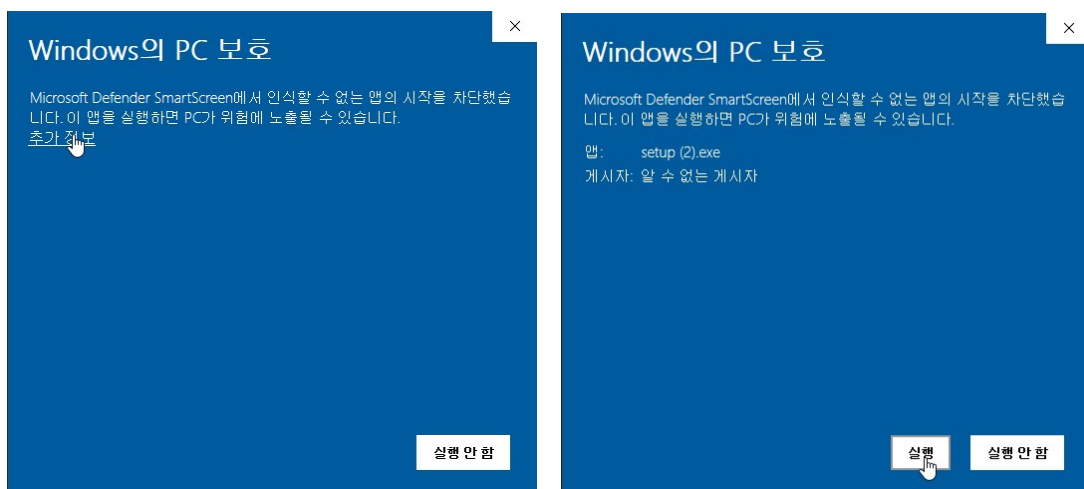 Windows의 PC 보호
Microsoft Defender SmartScreen에서 인식할 수 없는 앱의 시작을 차단했습
니다. 이 앱을 실행하면 PC가 위험에 노출될 수 있습니다.
추가 정보
실행 안 함
Windows의 PC 보호
Microsoft Defender SmartScreen에서 인식할 수 없는 앱의 시작을 차단했습
니다. 이 앱을 실행하면 PC가 위험에 노출될 수 있습니다.
앱: setup (2).exe
게시자: 알 수 없는 게시자
실행 실행 안 함